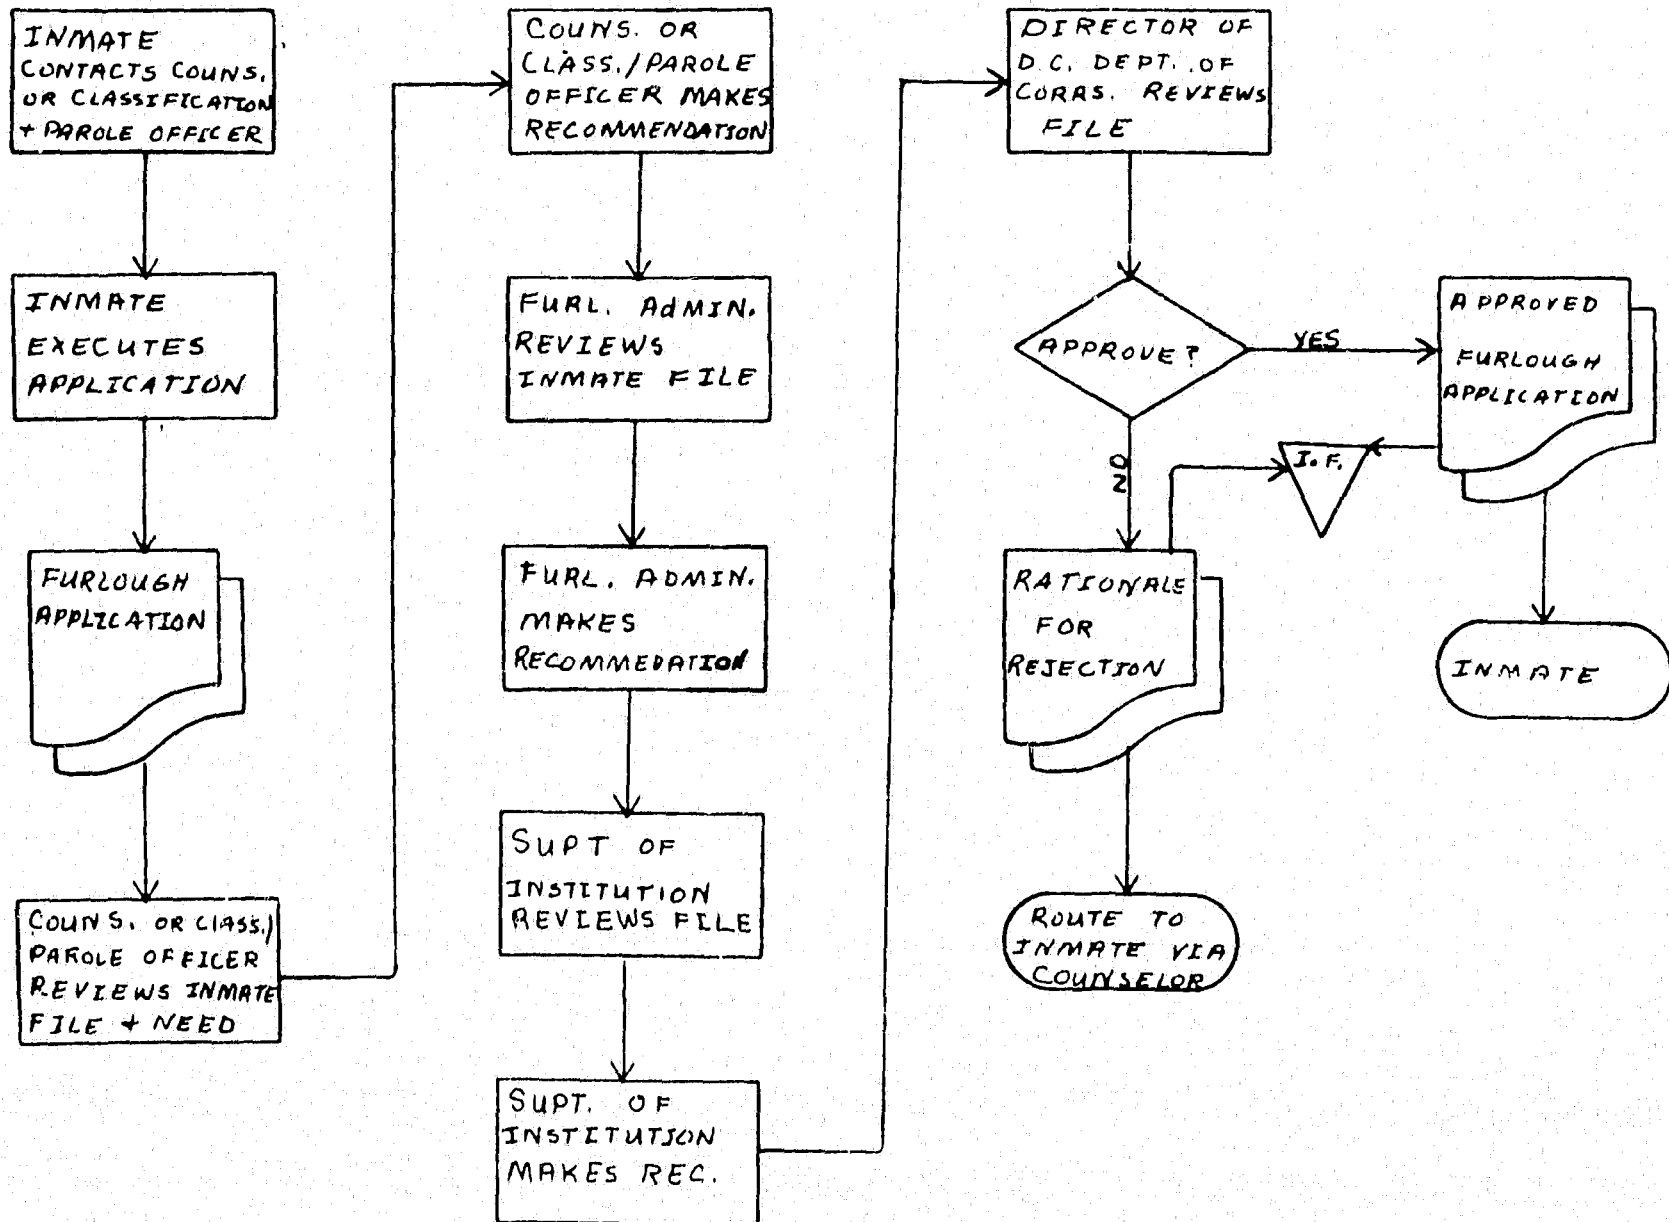 INMATE
CONTACTS COUNS.
OR CLASSIFICATION
+ PAROLE OFFICER
INMATE
EXECUTES
APPLICATION
FURLOUGH
APPLICATION
COUNS. OR CLASS./
PAROLE OFFICER
REVIEWS INMATE
FILE + NEED
COUNS. OR
CLASS./PAROLE
OFFICER MAKES
RECOMMENDATION
FURL. AdMIN.
REVIEWS
INMATE FILE
FURL. ADMIN.
MAKES
RECOMMEDATION
SUPT OF
INSTITUTION
REVIEWS FILE
SUPT. OF
INSTITUTION
MAKES REC.
DIRECTOR OF
D.C. DEPT. OF
CORRS. REVIEWS
FILE
APPROVE?
YES
NO
APPROVED
FURLOUGH
APPLICATION
I.F.
RATIONALE
FOR
REJECTION
INMATE
ROUTE TO
INMATE VIA
COUNSELOR